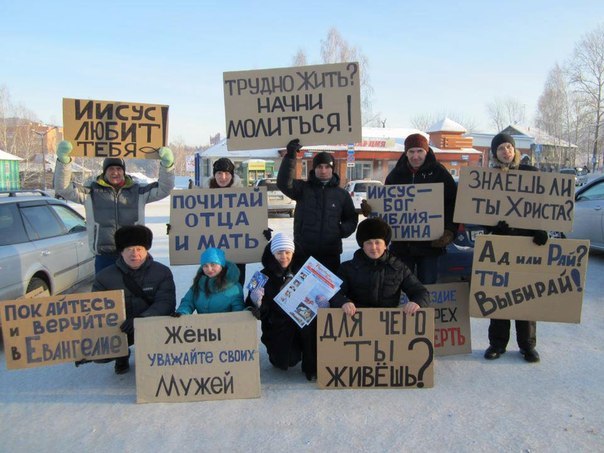 ИИСУС
ЛЮБИТ
ТЕБЯ!
ТРУДНО ЖИТЬ?
НАЧНИ
МОЛИТЬСЯ!
ПОЧИТАЙ
ОТЦА
и МАТЬ
ИИСУС—
БОГ
БИБЛИЯ—
ИСТИНА
ЗНАЕШЬ ЛИ
ТЫ ХРИСТА?
АД или РАЙ?
ТЫ
ВЫБИРАЙ!
ПОКАЙТЕСЬ
и ВЕРУЙТЕ
в ЕВАНГЕЛИЕ
ЖЁНЫ
УВАЖАЙТЕ СВОИХ
МУЖЕЙ
ДЛЯ ЧЕГО
ТЫ
ЖИВЁШЬ?